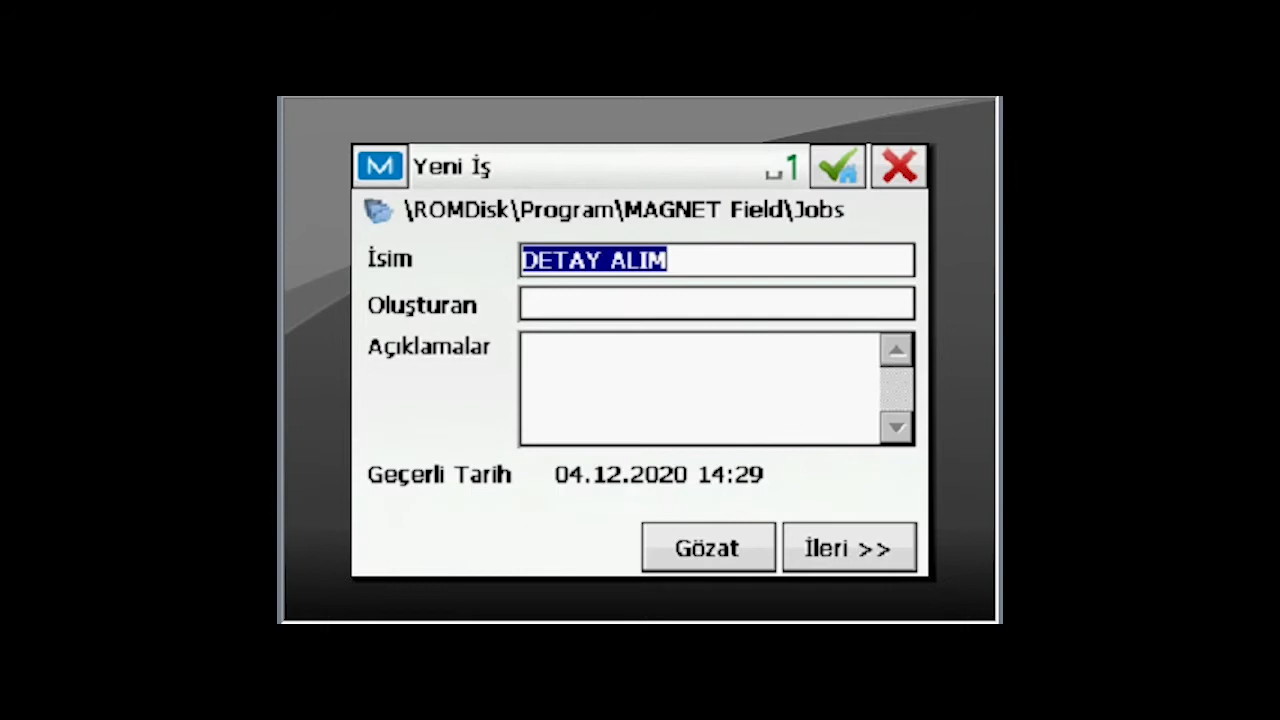 M Yeni İş 1
\ROMDisk\Program\MAGNET Field\Jobs
İsim DETAY ALIM
Oluşturan
Açıklamalar
Geçerli Tarih 04.12.2020 14:29
Gözat İleri >>